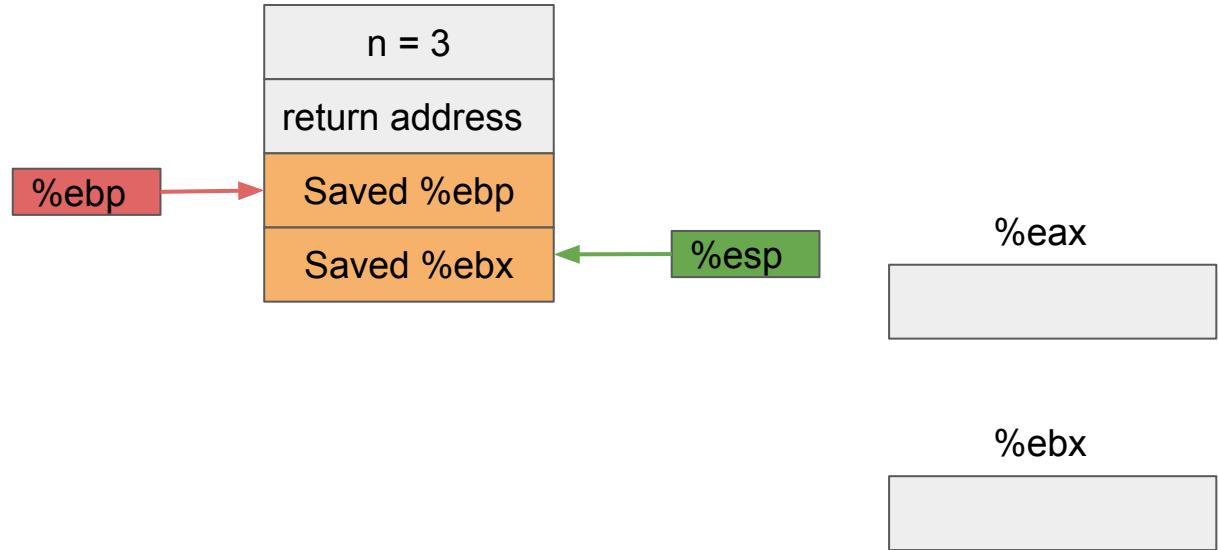 n = 3
return address
%ebp
Saved %ebp
Saved %ebx
%esp
%eax
%ebx